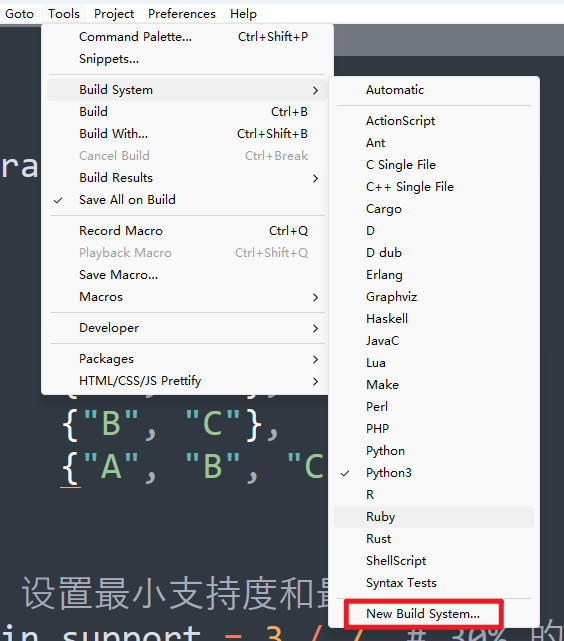 Goto Tools Project Preferences Help
Command Palette... Ctrl+Shift+P
Snippets...
Build System
Build Ctrl+B
Build With... Ctrl+Shift+B
Cancel Build Ctrl+Break
Build Results
Save All on Build
Record Macro Ctrl+Q
Playback Macro Ctrl+Shift+Q
Save Macro...
Macros
Developer
Packages
HTML/CSS/JS Prettify
Automatic
ActionScript
Ant
C Single File
C++ Single File
Cargo
D
D dub
Erlang
Graphviz
Haskell
JavaC
Lua
Make
Perl
PHP
Python
Python3
R
Ruby
Rust
ShellScript
Syntax Tests
New Build System...
ra
{"B", "C"},
{"A", "B", "C
设置最小支持度和最
in support = 3 / 7 # 30% 的